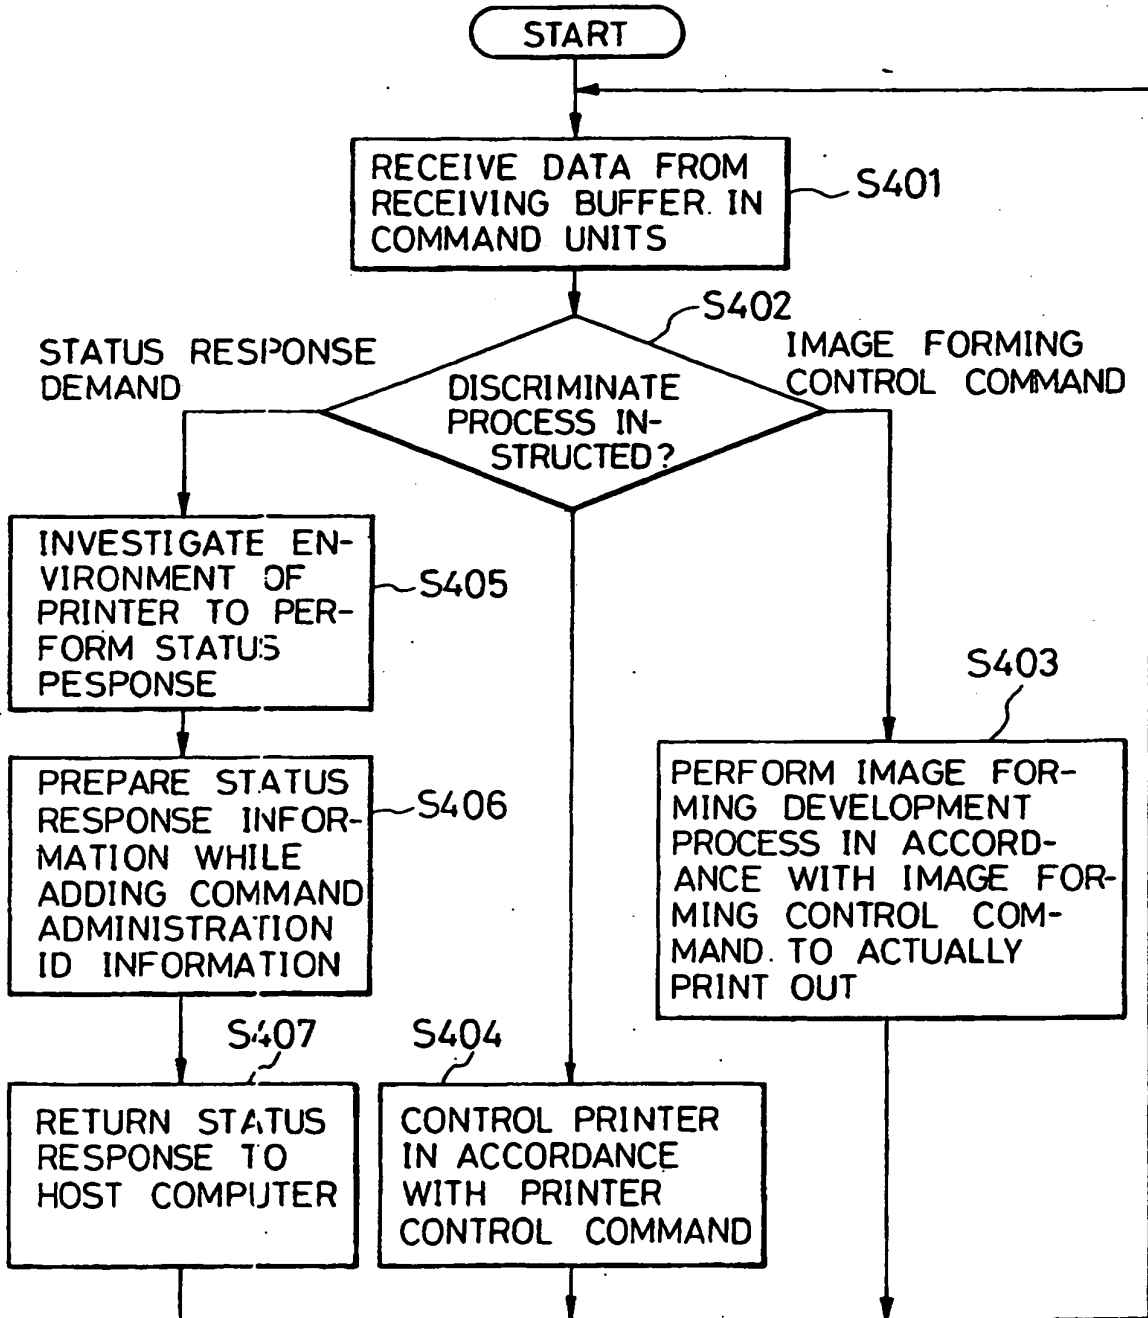 START
RECEIVE DATA FROM
RECEIVING BUFFER. IN
COMMAND UNITS
S401
S402
STATUS RESPONSE
DEMAND
IMAGE FORMING
CONTROL COMMAND
DISCRIMINATE
PROCESS IN-
STRUCTED?
INVESTIGATE EN-
VIRONMENT OF
PRINTER TO PER-
FORM STATUS
PESPONSE
S405
S403
PREPARE STATUS
RESPONSE INFOR-
MATION WHILE
ADDING COMMAND
ADMINISTRATION
ID INFORMATION
S406
PERFORM IMAGE FOR-
MING DEVELOPMENT
PROCESS IN ACCORD-
ANCE WITH IMAGE FOR-
MING CONTROL COM-
MAND. TO ACTUALLY
PRINT OUT
S407
RETURN STATUS
RESPONSE TO
HOST COMPUTER
S404
CONTROL PRINTER
IN ACCORDANCE
WITH PRINTER
CONTROL COMMAND